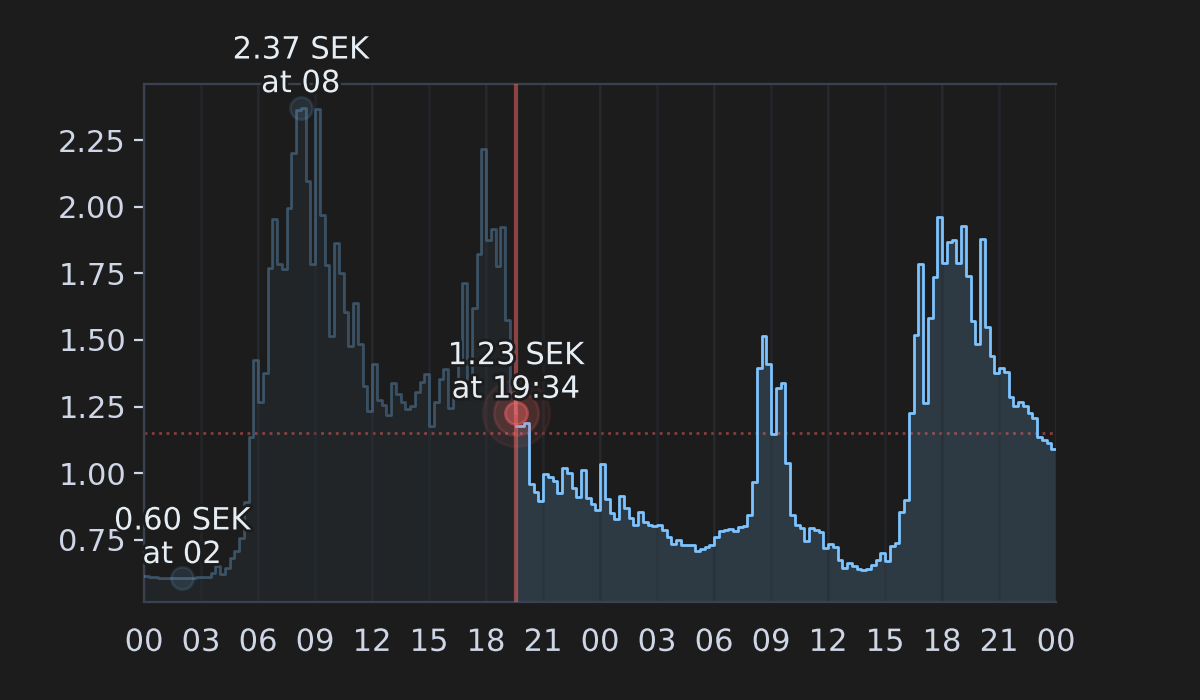 2.37 SEK
at 08
2.25
2.00
1.75
1.50
1.25
1.00
0.75
1.23 SEK
at 19:34
0.60 SEK
at 02
00 03 06 09 12 15 18 21 00 03 06 09 12 15 18 21 00